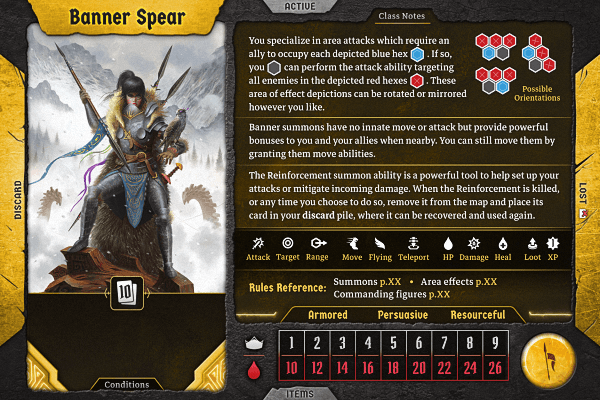 ACTIVE
Banner Spear
Class Notes
You specialize in area attacks which require an
ally to occupy each depicted blue hex . If so,
you can perform the attack ability targeting
all enemies in the depicted red hexes . These
area of effect depictions can be rotated or mirrored
however you like.
Possible
Orientations
Banner summons have no innate move or attack but provide powerful
bonuses to you and your allies when nearby. You can still move them by
granting them move abilities.
The Reinforcement summon ability is a powerful tool to help set up your
attacks or mitigate incoming damage. When the Reinforcement is killed,
or any time you choose to do so, remove it from the map and place its
card in your discard pile, where it can be recovered and used again.
DISCARD
LOST
Attack Target Range Move Flying Teleport HP Damage Heal Loot XP
10
Rules Reference: Summons p.XX • Area effects p.XX
Commanding figures p.XX
Armored Persuasive Resourceful
1 2 3 4 5 6 7 8 9
10 12 14 16 18 20 22 24 26
Conditions
ITEMS